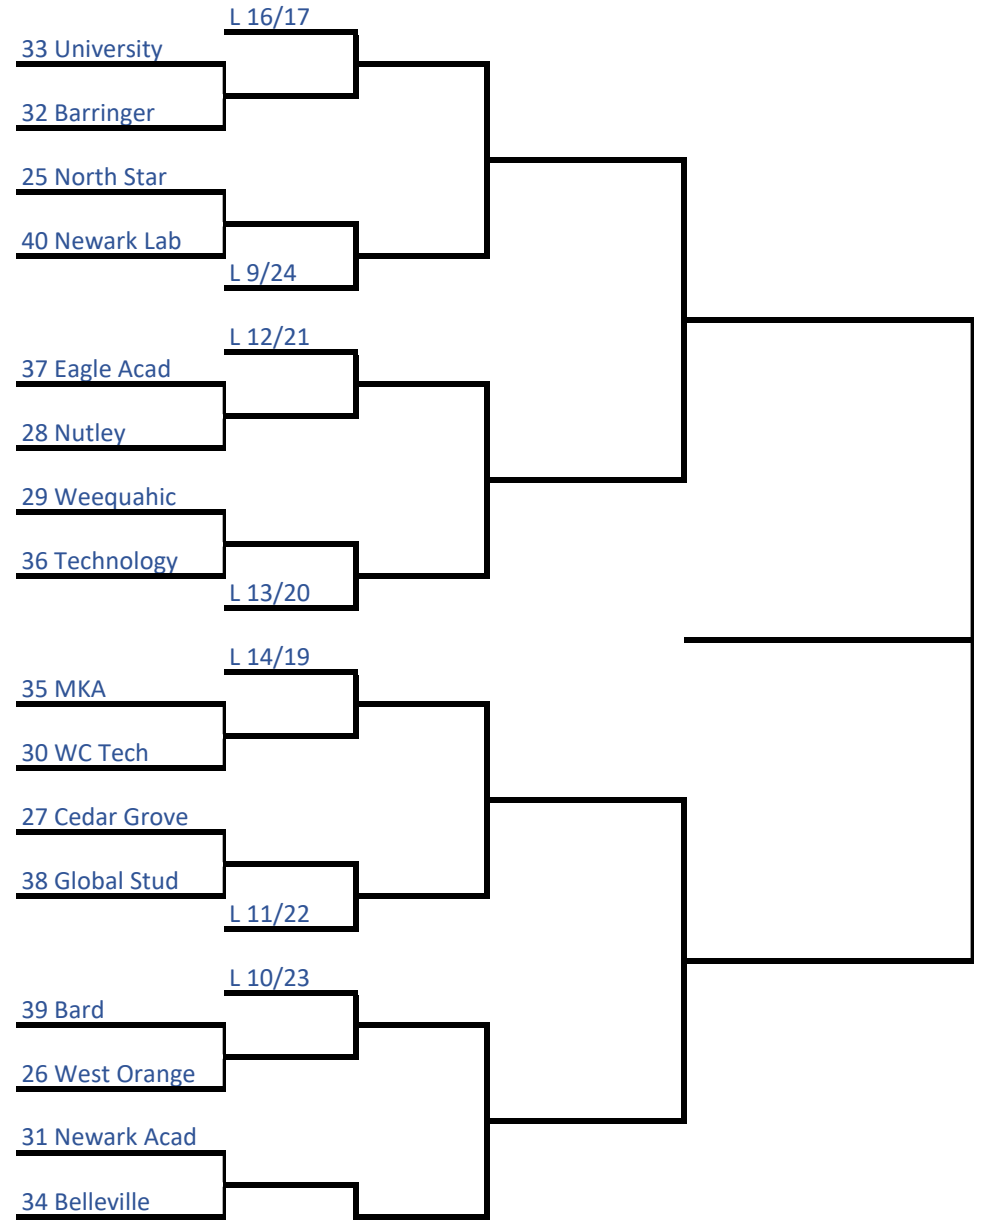 L 16/17
33 University
32 Barringer
25 North Star
40 Newark Lab
L 9/24
L 12/21
37 Eagle Acad
28 Nutley
29 Weequahic
36 Technology
L 13/20
L 14/19
35 MKA
30 WC Tech
27 Cedar Grove
38 Global Stud
L 11/22
L 10/23
39 Bard
26 West Orange
31 Newark Acad
34 Belleville